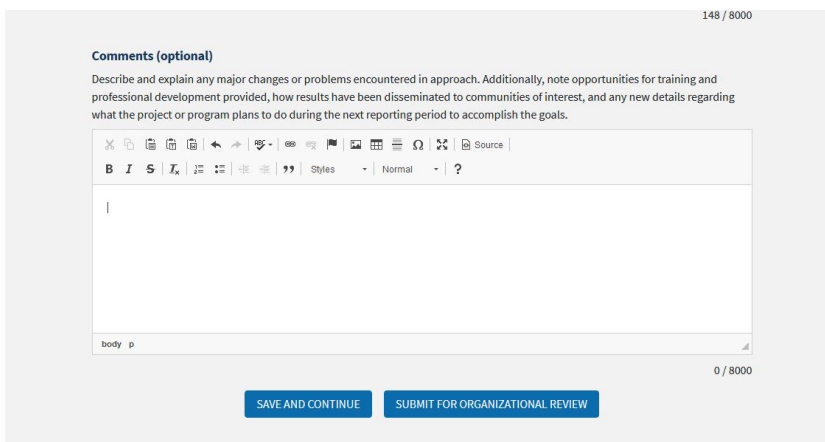 148 / 8000
Comments (optional)
Describe and explain any major changes or problems encountered in approach. Additionally, note opportunities for training and
professional development provided, how results have been disseminated to communities of interest, and any new details regarding
what the project or program plans to do during the next reporting period to accomplish the goals.
ABC Ω Source
B I S Tx Styles Normal ?
body p
0 / 8000
SAVE AND CONTINUE SUBMIT FOR ORGANIZATIONAL REVIEW